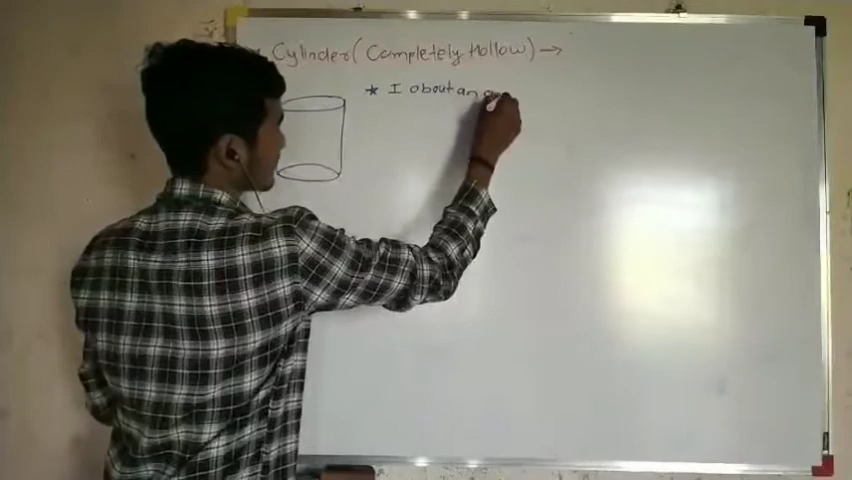 Cylinder (Completely Hollow) →
* I about an